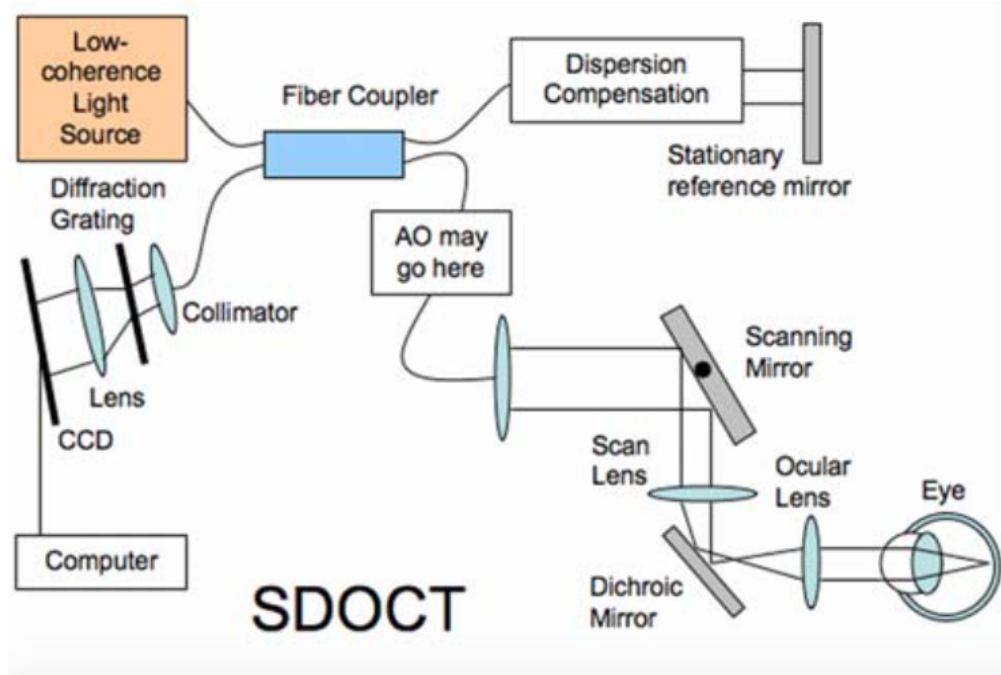 Low-
coherence
Light
Source
Fiber Coupler
Dispersion
Compensation
Stationary
reference mirror
Diffraction
Grating
AO may
go here
Collimator
Lens
CCD
Computer
Scanning
Mirror
Scan
Lens
Ocular
Lens
Eye
Dichroic
Mirror
SDOCT